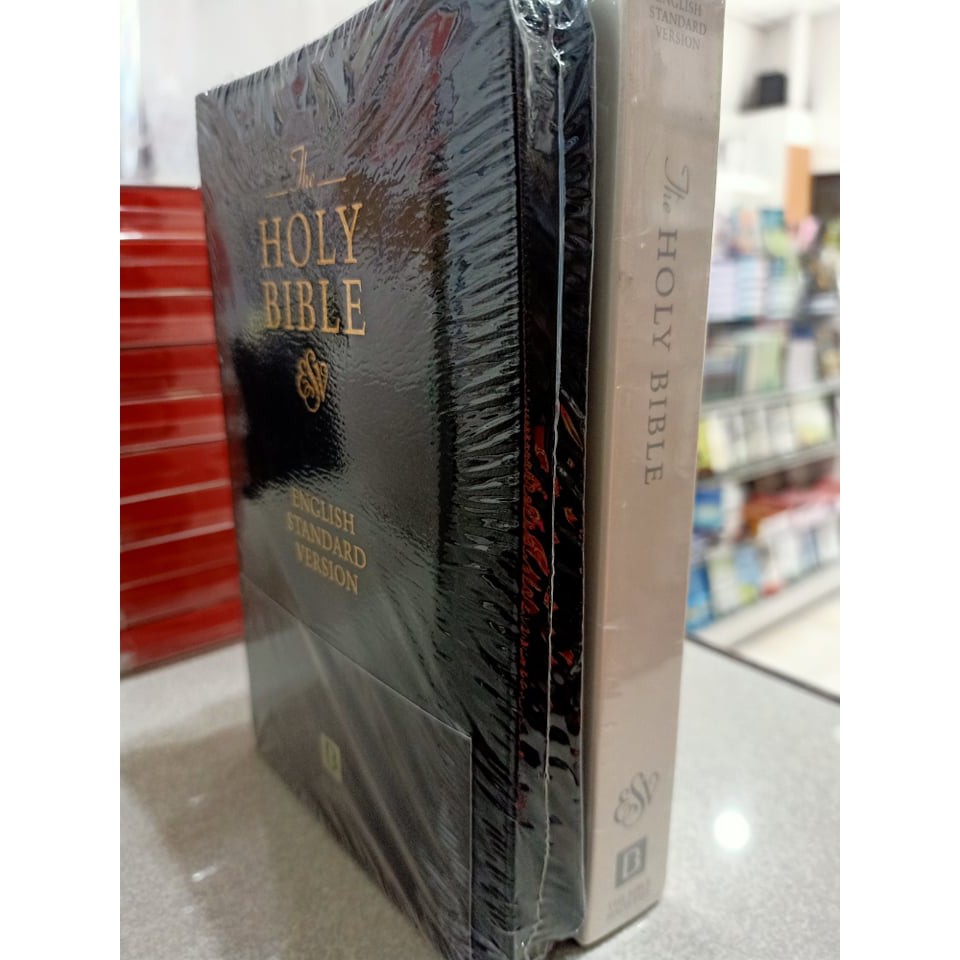 The
HOLY
BIBLE
ESV
ENGLISH
STANDARD
VERSION
B
ENGLISH
STANDARD
VERSION
The HOLY BIBLE
ESV
B